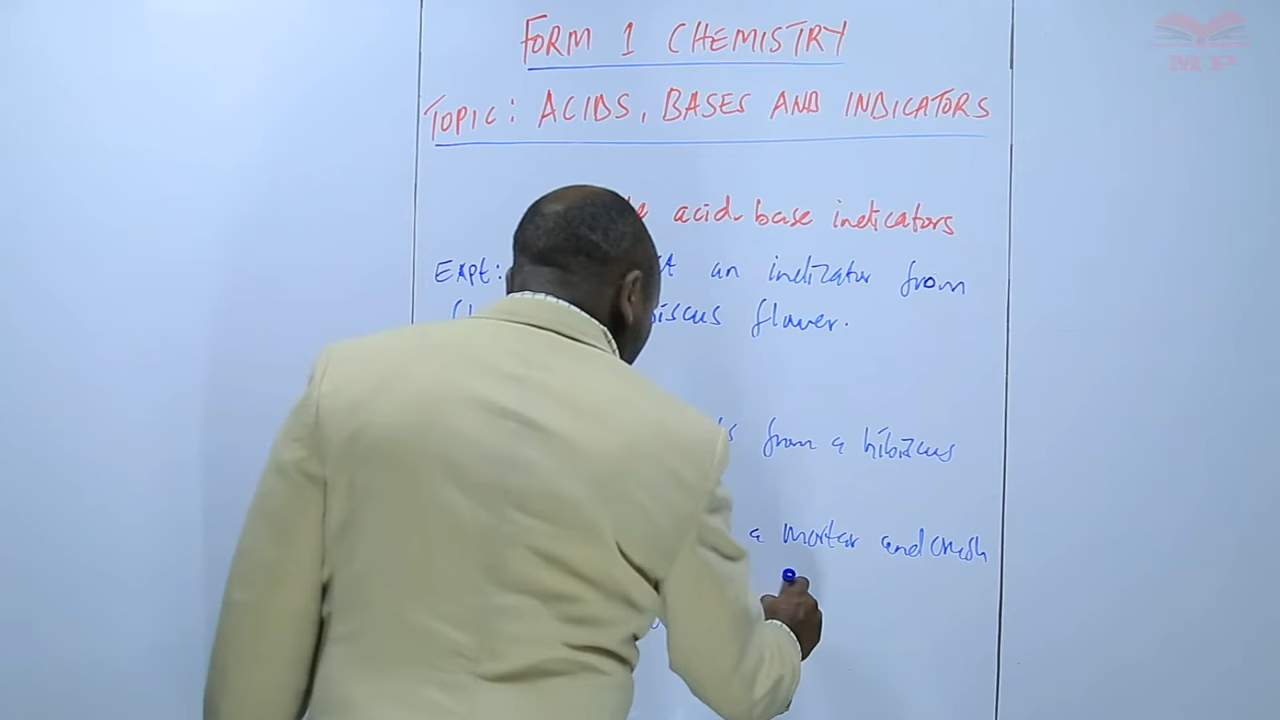 FORM 1 CHEMISTRY
TOPIC: ACIDS, BASES AND INDICATORS
acid-base indicators
Expt: an indicator from
flower.
from a hibiscus
a mortar and crush
MP